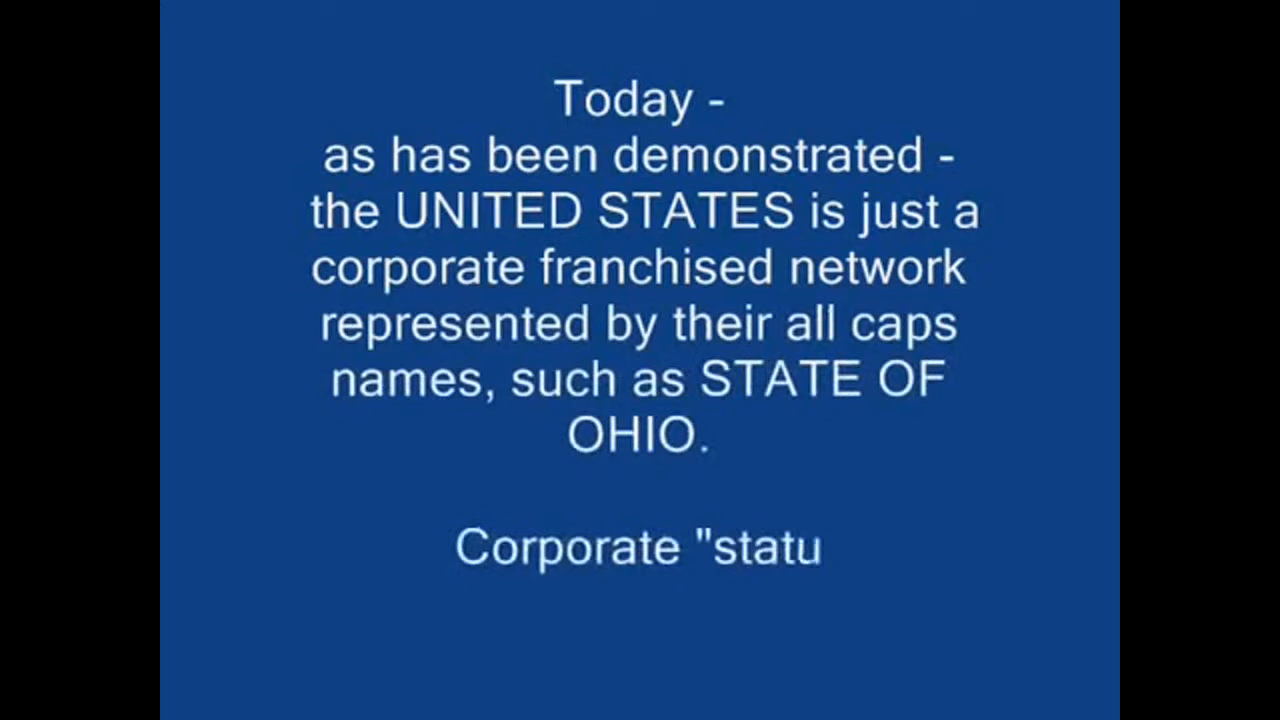 Today -
as has been demonstrated -
the UNITED STATES is just a
corporate franchised network
represented by their all caps
names, such as STATE OF
OHIO.
Corporate "statu